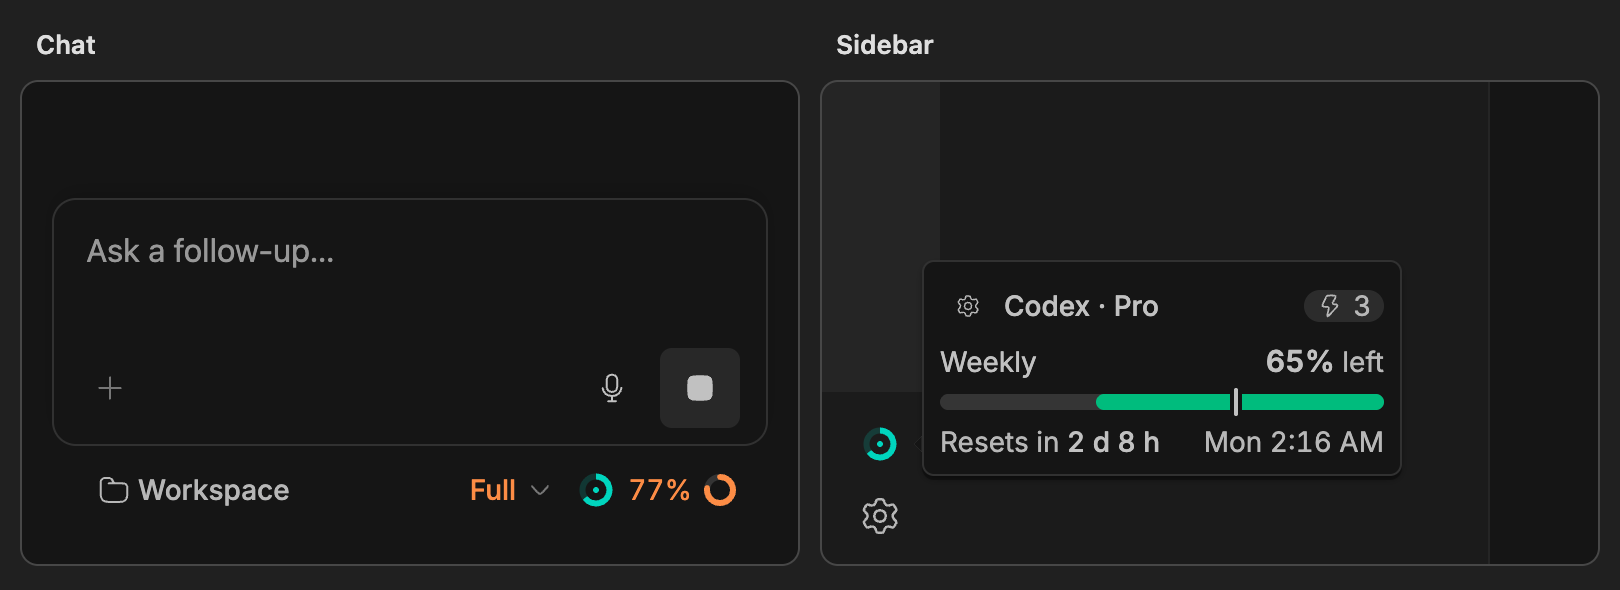 Chat
Ask a follow-up...
Workspace
Full
77%
Sidebar
Codex · Pro
3
Weekly
65% left
Resets in 2 d 8 h
Mon 2:16 AM